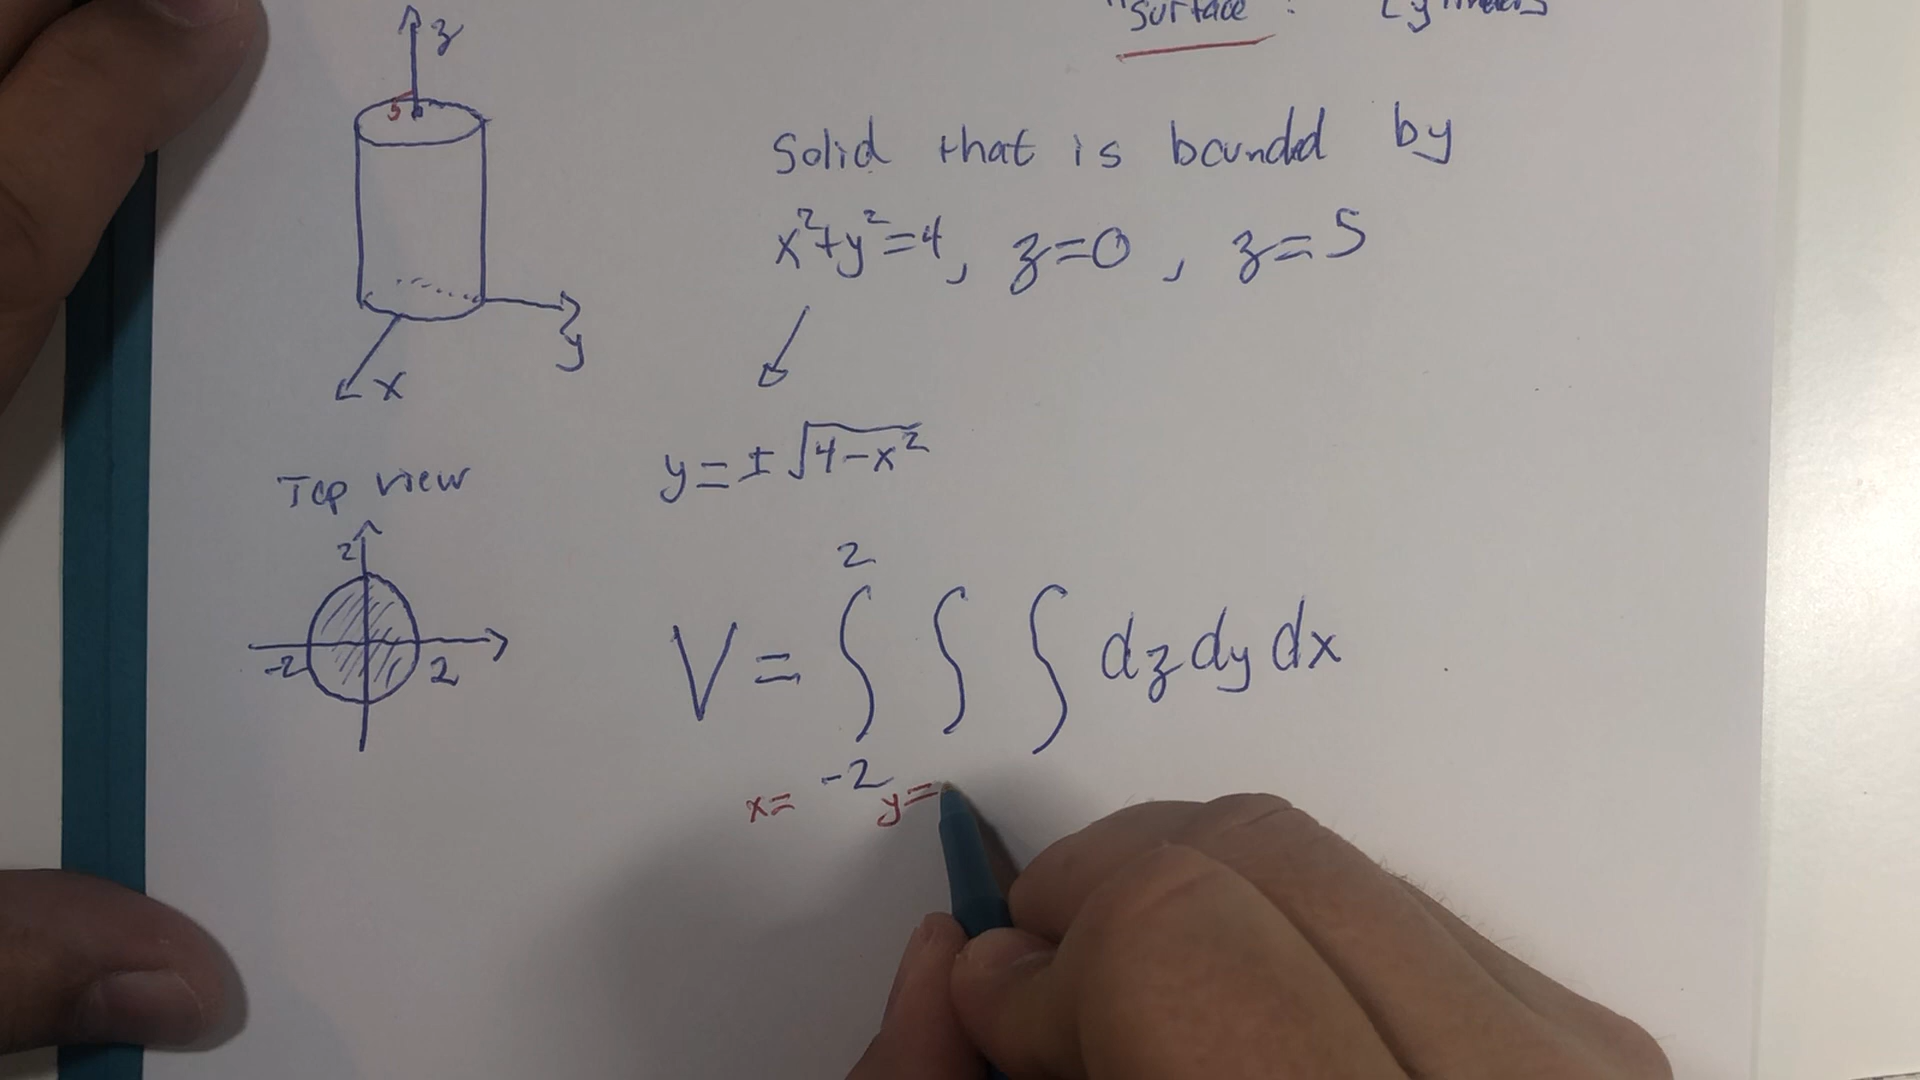 "surface :
z
5
y
x
Solid that is bounded by
x²+y²=4, z=0, z=5
y=±√4-x²
Top view
2
-2 2
V=∫∫∫ dz dy dx
2
x= -2 y=